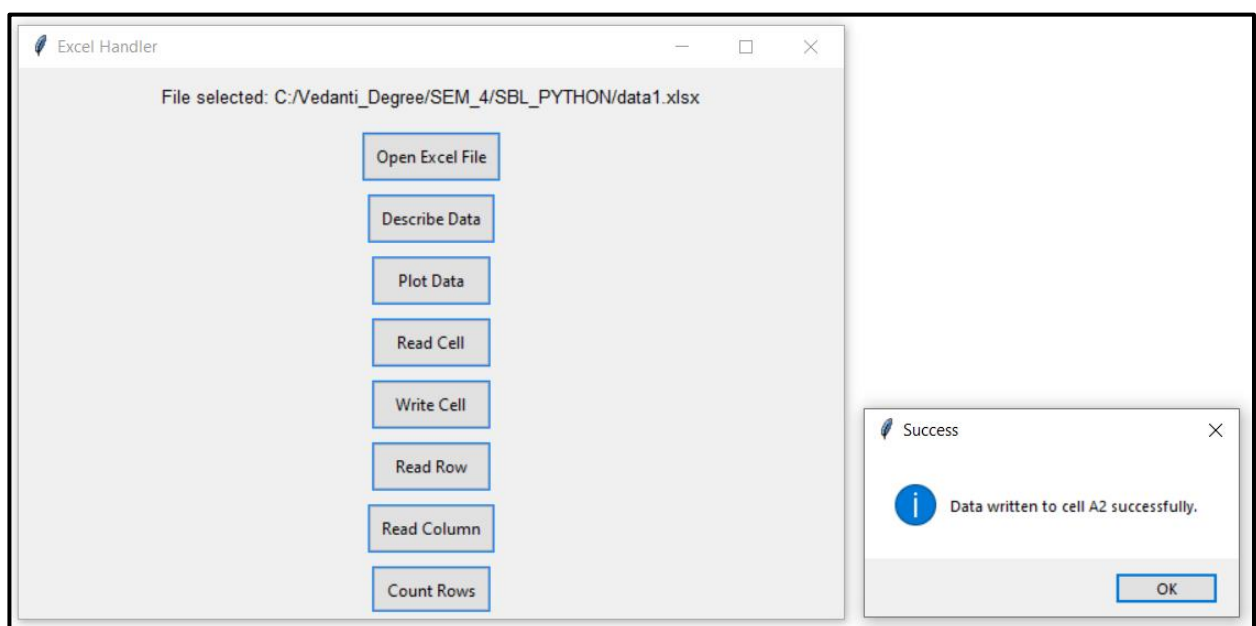 Excel Handler
File selected: C:/Vedanti_Degree/SEM_4/SBL_PYTHON/data1.xlsx
Open Excel File
Describe Data
Plot Data
Read Cell
Write Cell
Read Row
Read Column
Count Rows
Success
Data written to cell A2 successfully.
OK